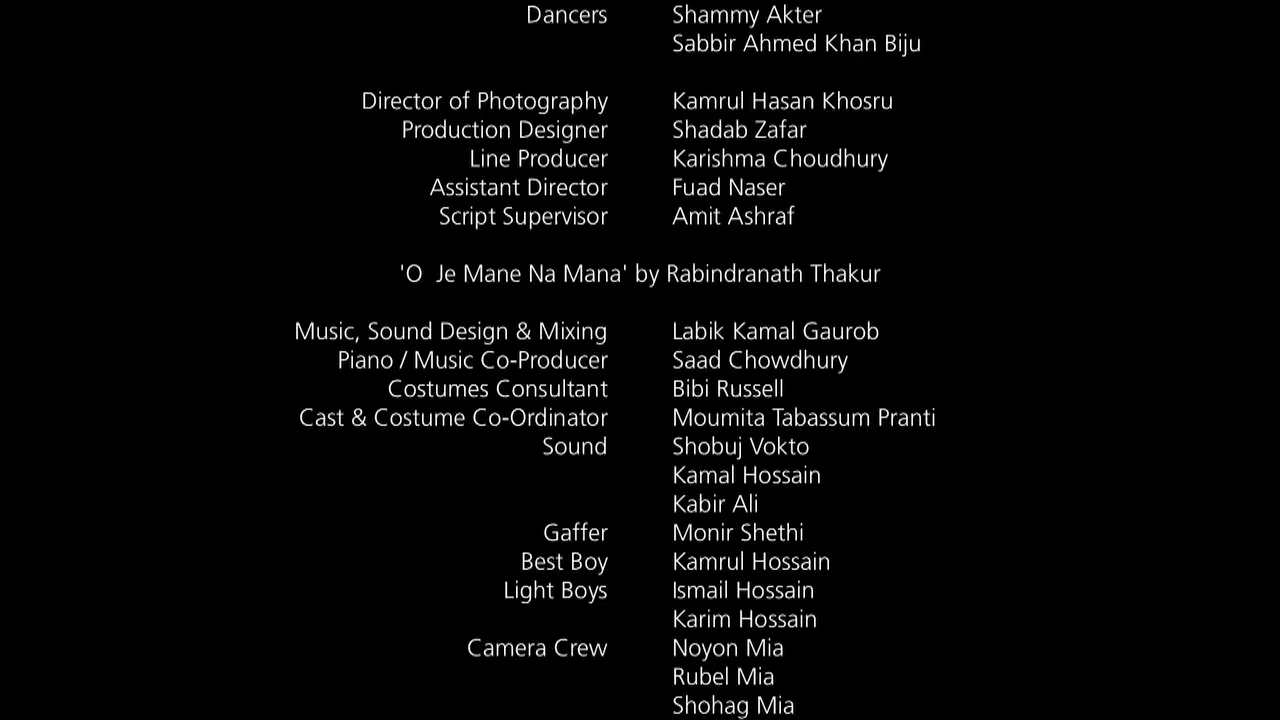 Dancers Shammy Akter
Sabbir Ahmed Khan Biju
Director of Photography Kamrul Hasan Khosru
Production Designer Shadab Zafar
Line Producer Karishma Choudhury
Assistant Director Fuad Naser
Script Supervisor Amit Ashraf
'O  Je Mane Na Mana' by Rabindranath Thakur
Music, Sound Design & Mixing Labik Kamal Gaurob
Piano / Music Co-Producer Saad Chowdhury
Costumes Consultant Bibi Russell
Cast & Costume Co-Ordinator Moumita Tabassum Pranti
Sound Shobuj Vokto
Kamal Hossain
Kabir Ali
Gaffer Monir Shethi
Best Boy Kamrul Hossain
Light Boys Ismail Hossain
Karim Hossain
Camera Crew Noyon Mia
Rubel Mia
Shohag Mia